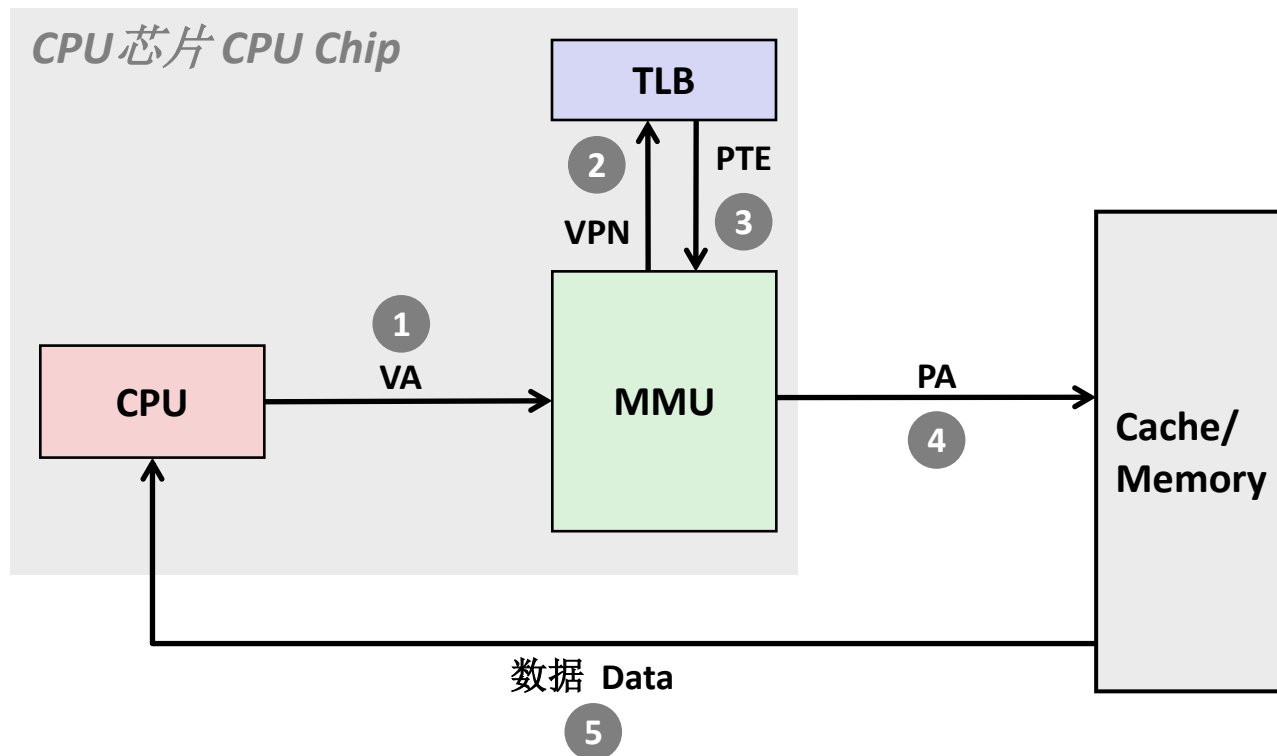 CPU芯片 CPU Chip
TLB
2
PTE
VPN
3
1
VA
CPU
MMU
PA
4
Cache/
Memory
数据 Data
5